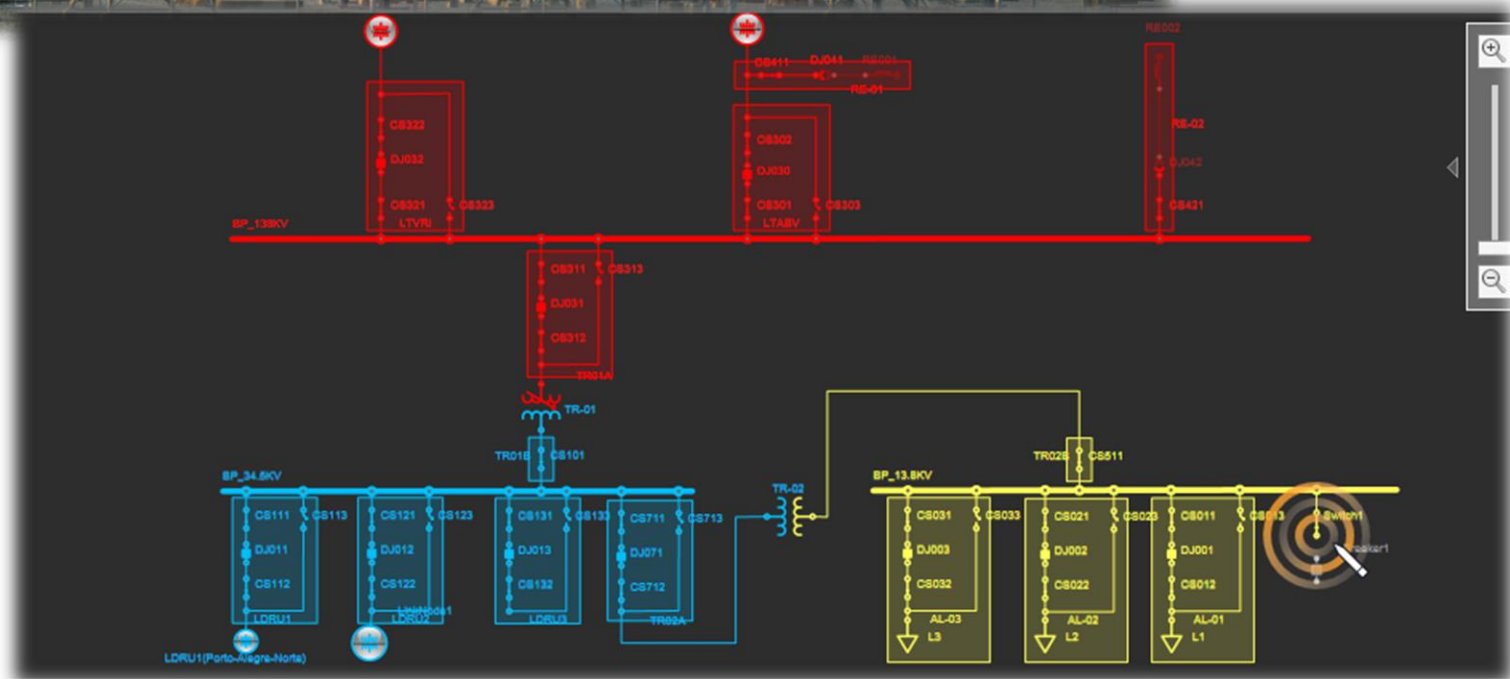 RE002
CS411 DJ041 RE001
RE-01
CS322
DJ032
CS321 CS323
LTVRI
CS302
DJ030
CS301 CS303
LTABV
RE-02
DJ042
CS421
BP_138KV
CS311 CS313
DJ031
CS312
TR01A
TR-01
TR01B CS101
TR02B CS511
BP_34.5KV
TR-02
BP_13.8KV
CS111 CS113
DJ011
CS112
LDRU1
CS121 CS123
DJ012
CS122
LinkNode1
LDRU2
CS131 CS133
DJ013
CS132
LDRU3
CS711 CS713
DJ071
CS712
TR02A
CS031 CS033
DJ003
CS032
AL-03
L3
CS021 CS023
DJ002
CS022
AL-02
L2
CS011 CS013
DJ001
CS012
AL-01
L1
Switch1
LDRU1(Porto-Alegre-Norte)